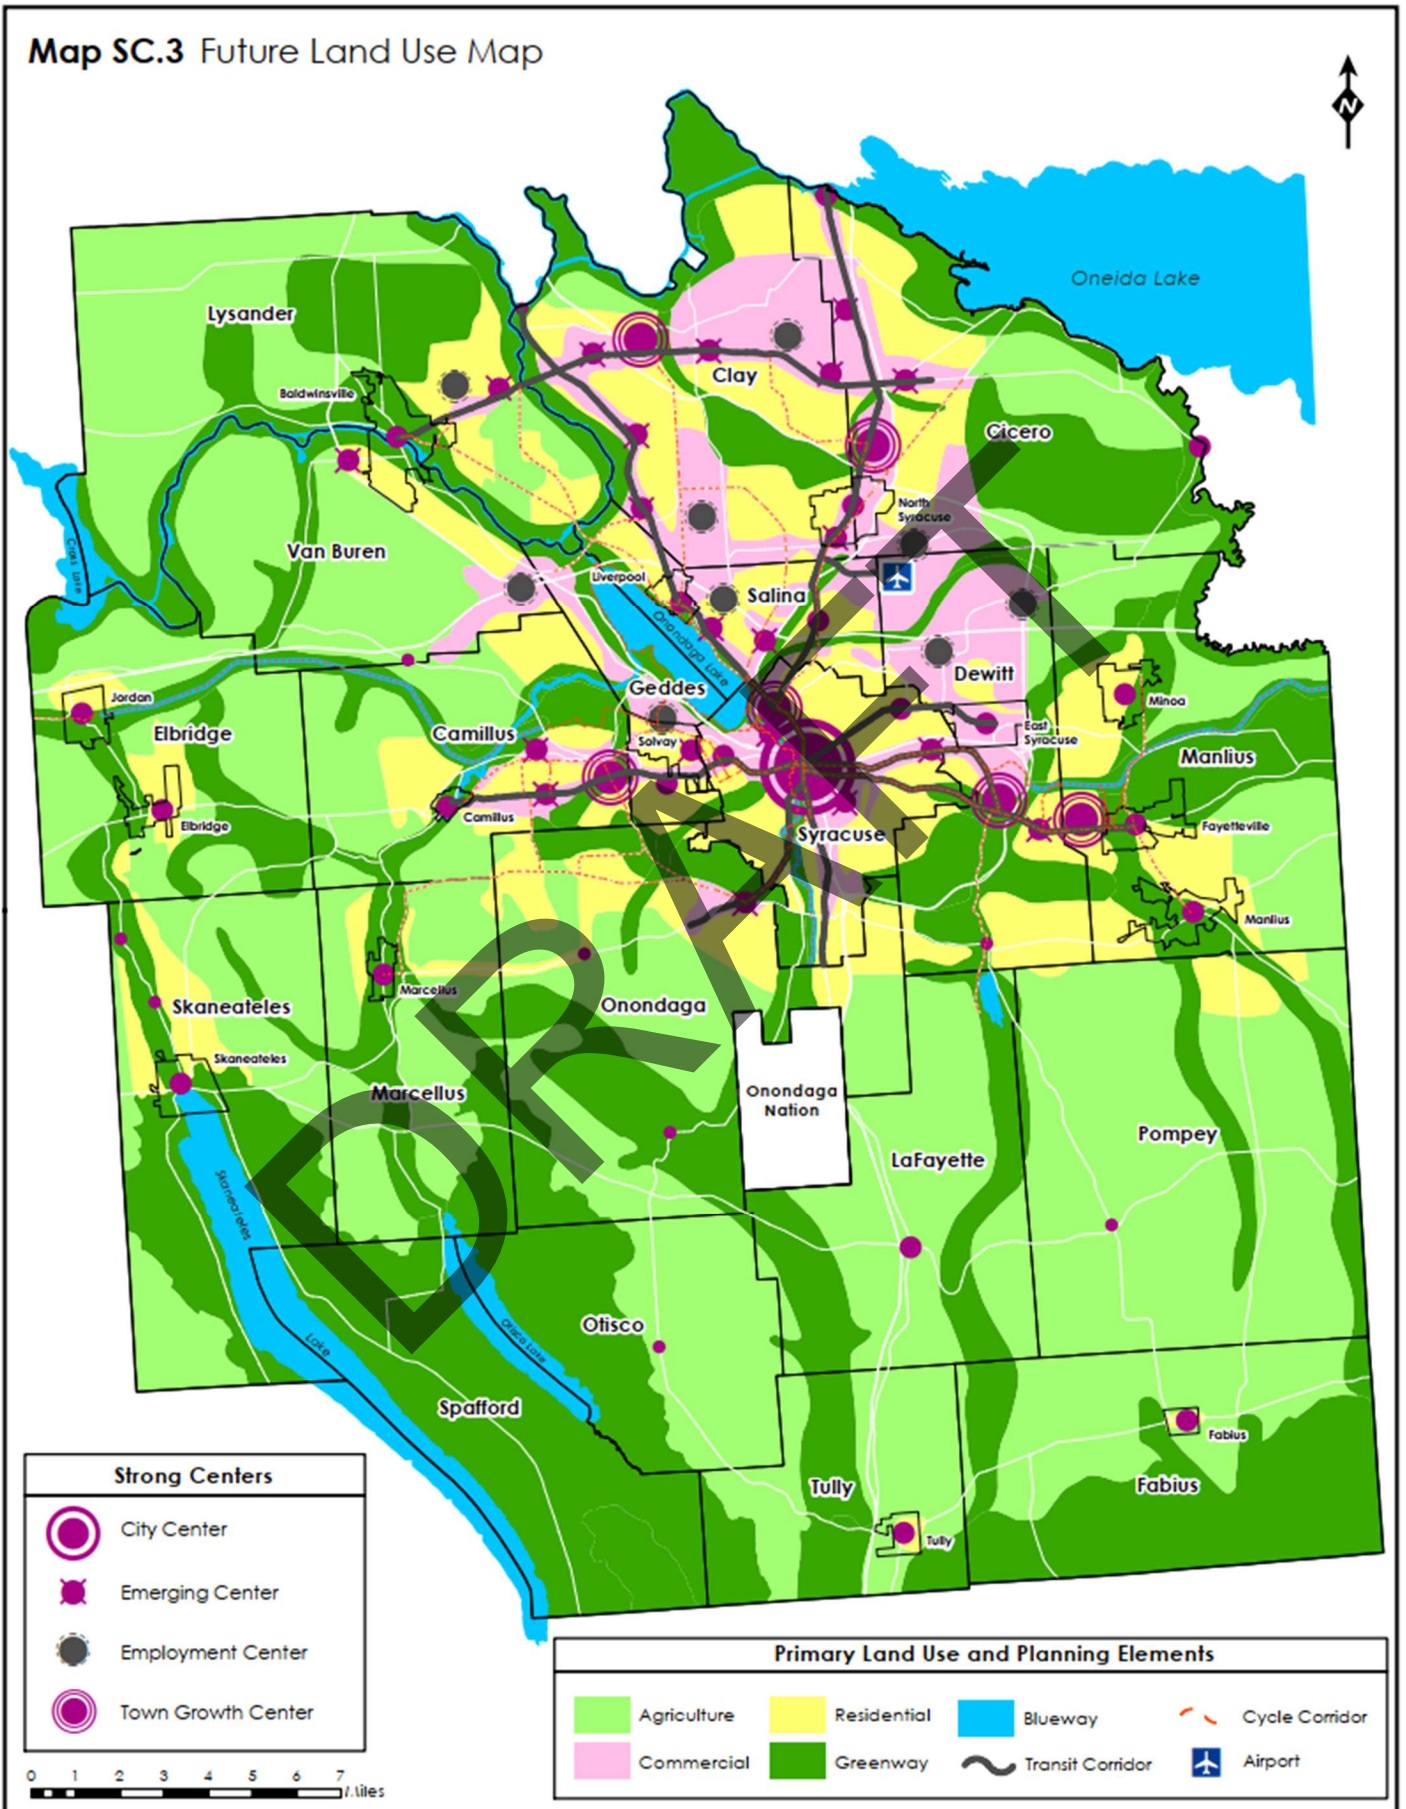 Map SC.3 Future Land Use Map
N
Oneida Lake
Lysander
Clay
Baldwinsville
Cicero
North
Syracuse
Van Buren
Cross Lake
Liverpool
Salina
Onondaga Lake
Dewitt
Geddes
Jordan
Minoa
Elbridge
Camillus
Solvay
East
Syracuse
Manlius
Camillus
Elbridge
Syracuse
Fayetteville
Manlius
Marcellus
Skaneateles
Onondaga
Skaneateles
Marcellus
Onondaga
Nation
Pompey
LaFayette
Skaneateles
Lake
Otisco Lake
Otisco
Spafford
Fabius
Tully
Fabius
Tully
DRAFT
Strong Centers
City Center
Emerging Center
Employment Center
Town Growth Center
0 1 2 3 4 5 6 7
Miles
Primary Land Use and Planning Elements
Agriculture
Residential
Blueway
Cycle Corridor
Commercial
Greenway
Transit Corridor
Airport